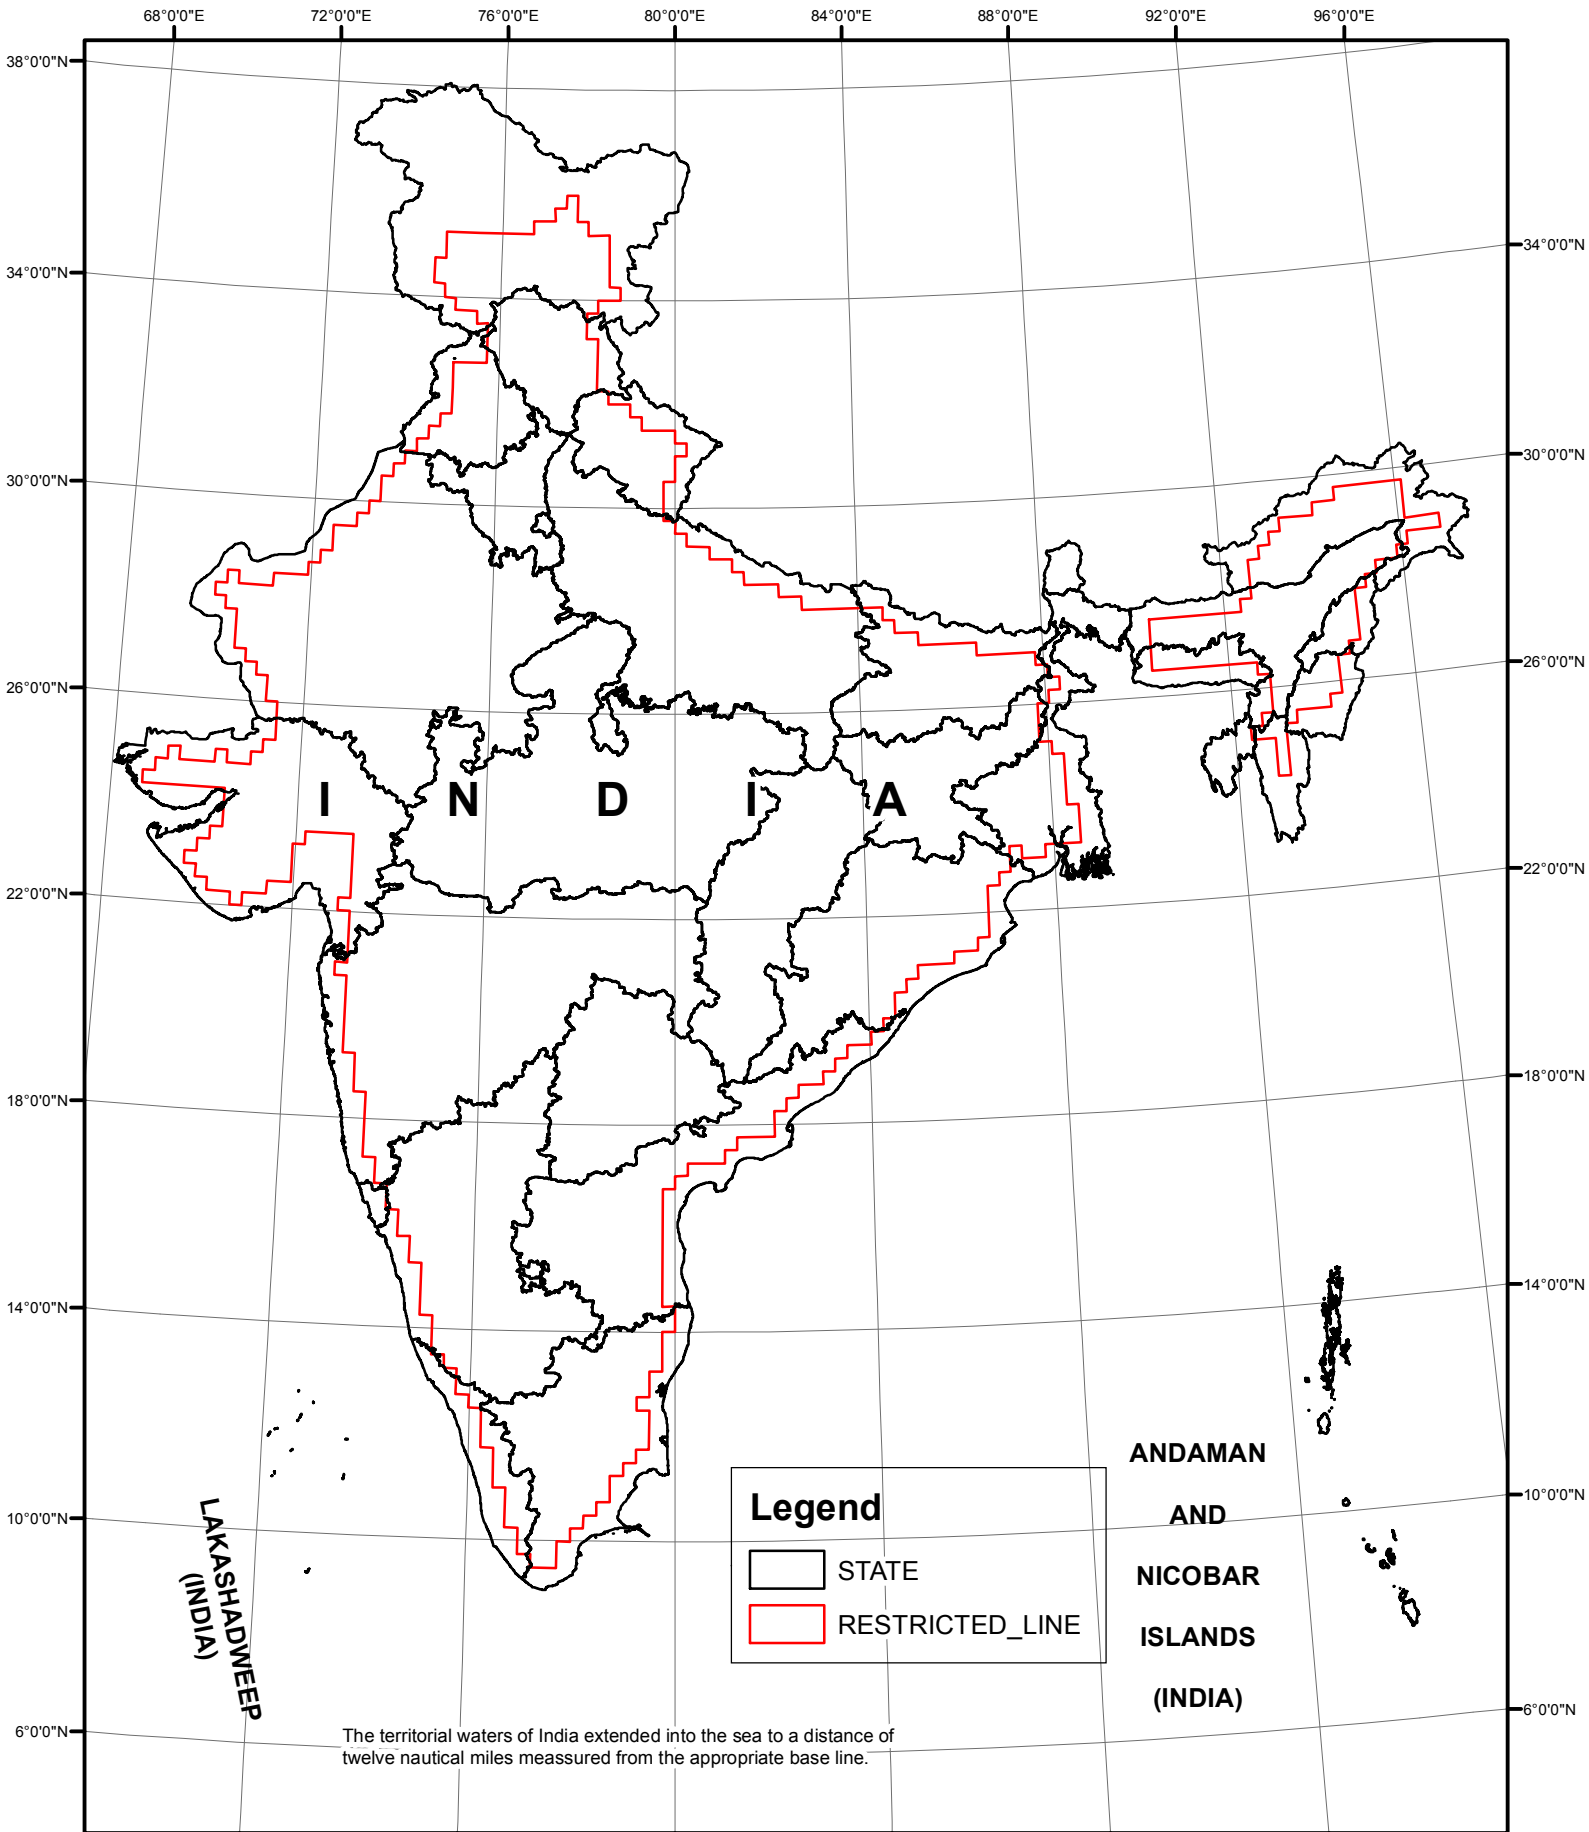 68°0'0"E 72°0'0"E 76°0'0"E 80°0'0"E 84°0'0"E 88°0'0"E 92°0'0"E 96°0'0"E
38°0'0"N
34°0'0"N 34°0'0"N
30°0'0"N 30°0'0"N
26°0'0"N 26°0'0"N
I N D I A
22°0'0"N 22°0'0"N
18°0'0"N 18°0'0"N
14°0'0"N 14°0'0"N
10°0'0"N 10°0'0"N
6°0'0"N 6°0'0"N
LAKASHADWEEP
(INDIA)
Legend
STATE
RESTRICTED_LINE
ANDAMAN
AND
NICOBAR
ISLANDS
(INDIA)
The territorial waters of India extended into the sea to a distance of
twelve nautical miles meassured from the appropriate base line.